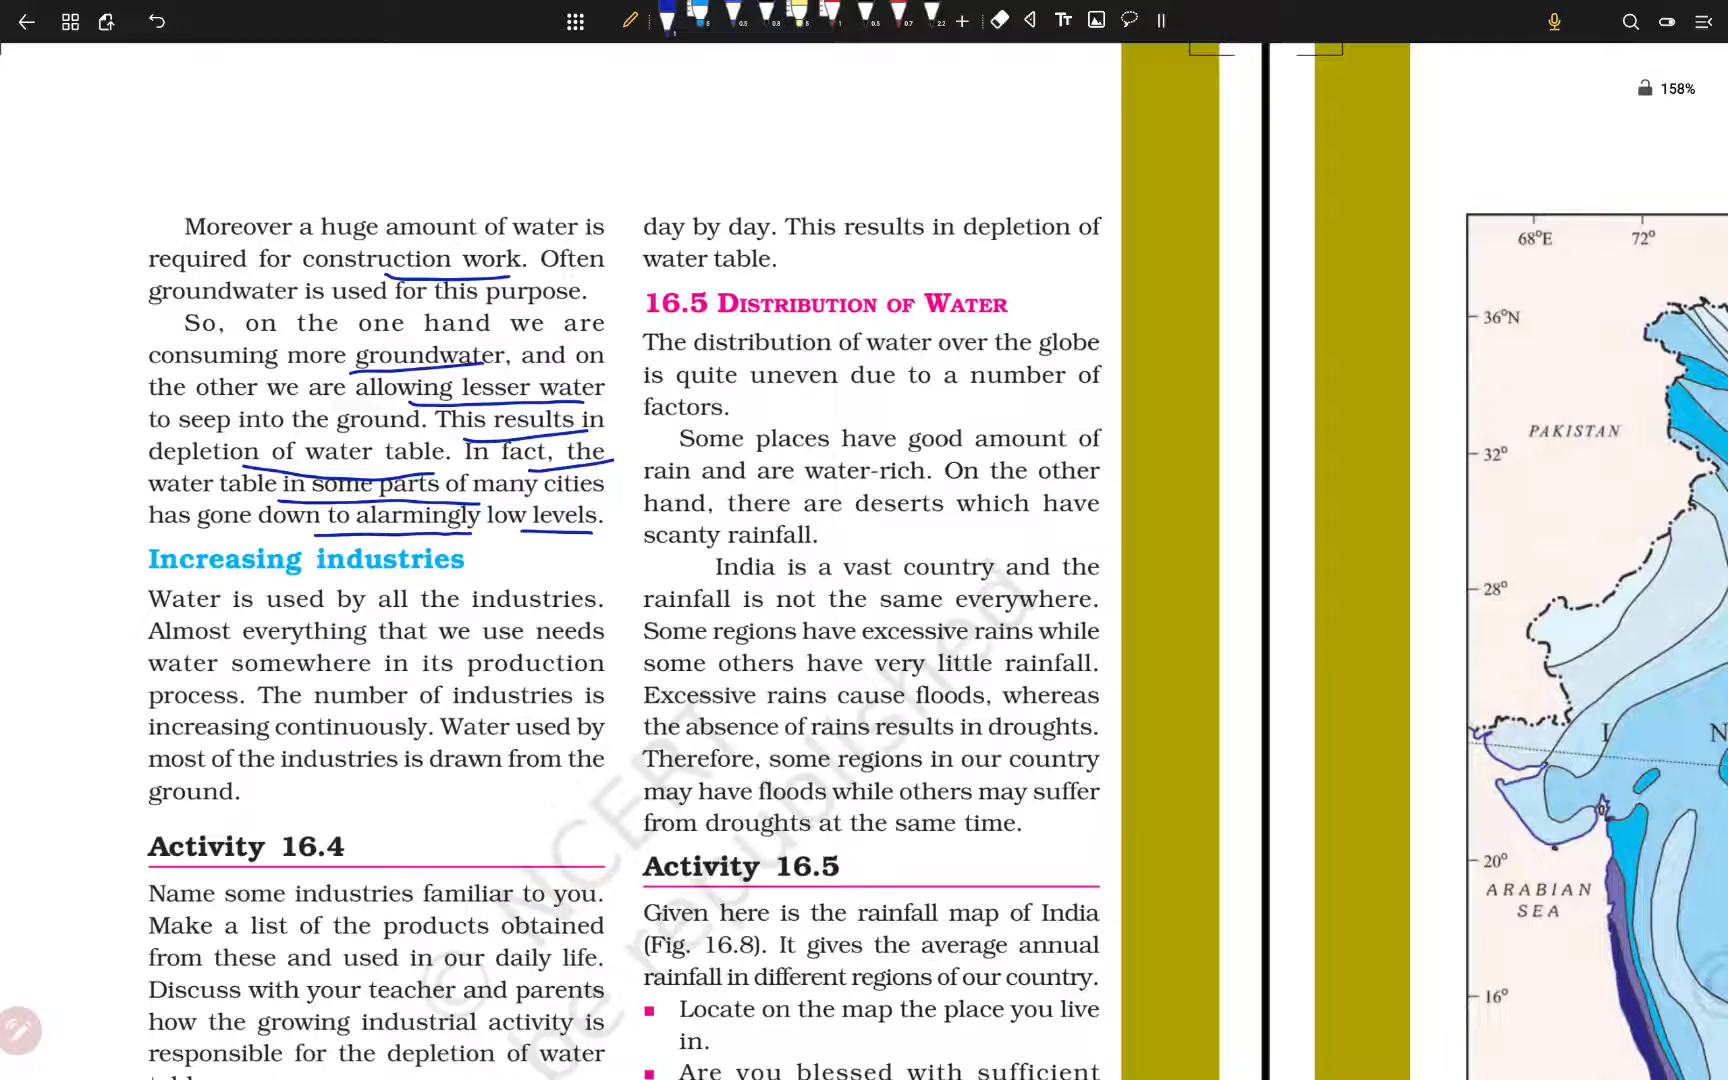 158%
Moreover a huge amount of water is
required for construction work. Often
groundwater is used for this purpose.
So, on the one hand we are
consuming more groundwater, and on
the other we are allowing lesser water
to seep into the ground. This results in
depletion of water table. In fact, the
water table in some parts of many cities
has gone down to alarmingly low levels.
Increasing industries
Water is used by all the industries.
Almost everything that we use needs
water somewhere in its production
process. The number of industries is
increasing continuously. Water used by
most of the industries is drawn from the
ground.
Activity 16.4
Name some industries familiar to you.
Make a list of the products obtained
from these and used in our daily life.
Discuss with your teacher and parents
how the growing industrial activity is
responsible for the depletion of water
day by day. This results in depletion of
water table.
16.5 DISTRIBUTION OF WATER
The distribution of water over the globe
is quite uneven due to a number of
factors.
Some places have good amount of
rain and are water-rich. On the other
hand, there are deserts which have
scanty rainfall.
India is a vast country and the
rainfall is not the same everywhere.
Some regions have excessive rains while
some others have very little rainfall.
Excessive rains cause floods, whereas
the absence of rains results in droughts.
Therefore, some regions in our country
may have floods while others may suffer
from droughts at the same time.
Activity 16.5
Given here is the rainfall map of India
(Fig. 16.8). It gives the average annual
rainfall in different regions of our country.
Locate on the map the place you live
in.
Are you blessed with sufficient
© NCERT
be republished
68°E
72°
36°N
PAKISTAN
32°
28°
I
N
20°
ARABIAN
SEA
16°